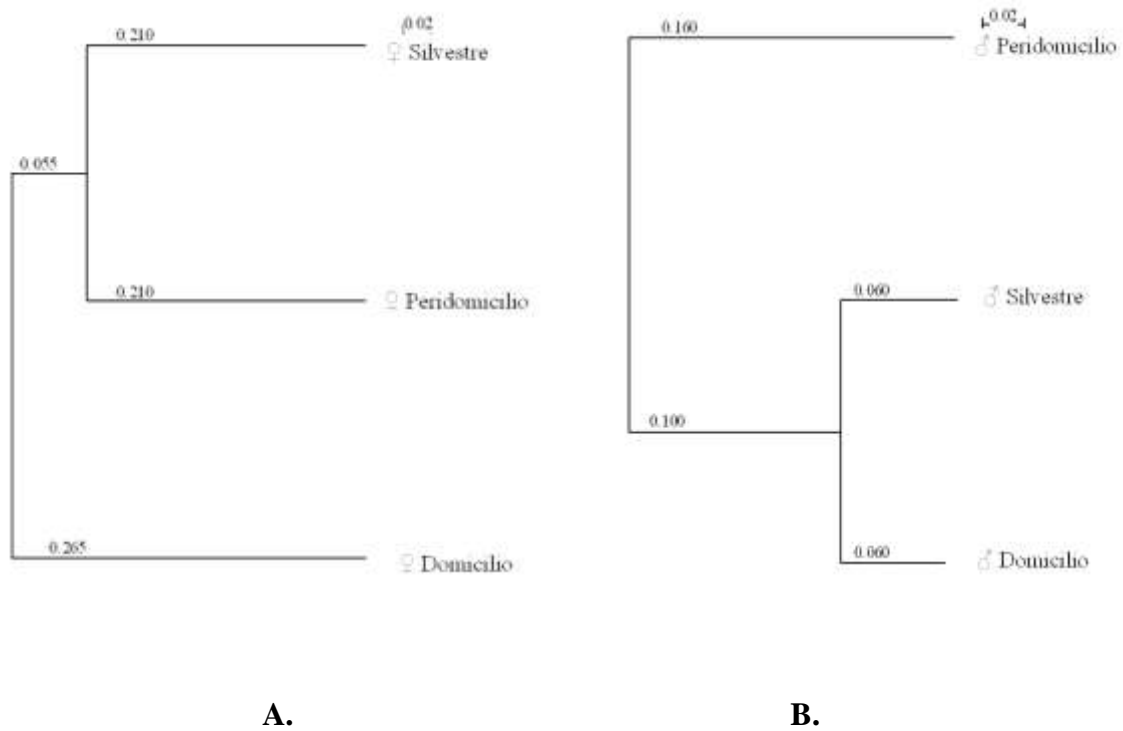 0.02
0.210
♀ Silvestre
0.055
0.210
♀ Peridomicilio
0.265
♀ Domicilio
A.
0.02
0.160
♂ Peridomicilio
0.060
♂ Silvestre
0.100
0.060
♂ Domicilio
B.